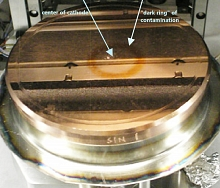 center of cathode
"dark ring" of
contamination